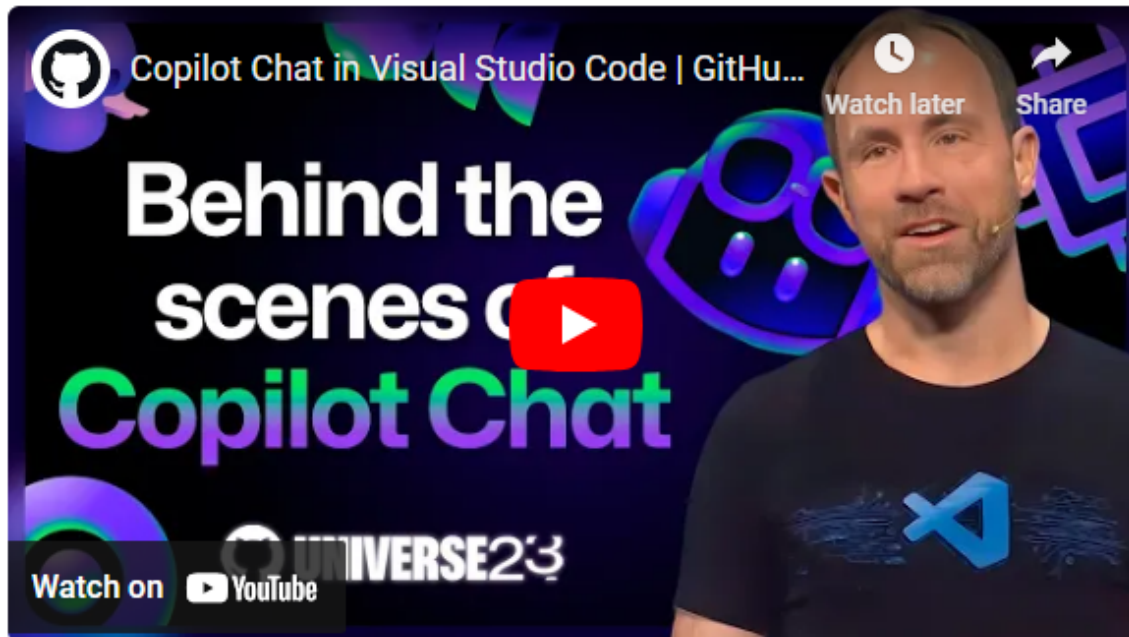 Copilot Chat in Visual Studio Code | GitHu...
Watch later
Share
Behind the
scenes of
Copilot Chat
UNIVERSE23
Watch on YouTube